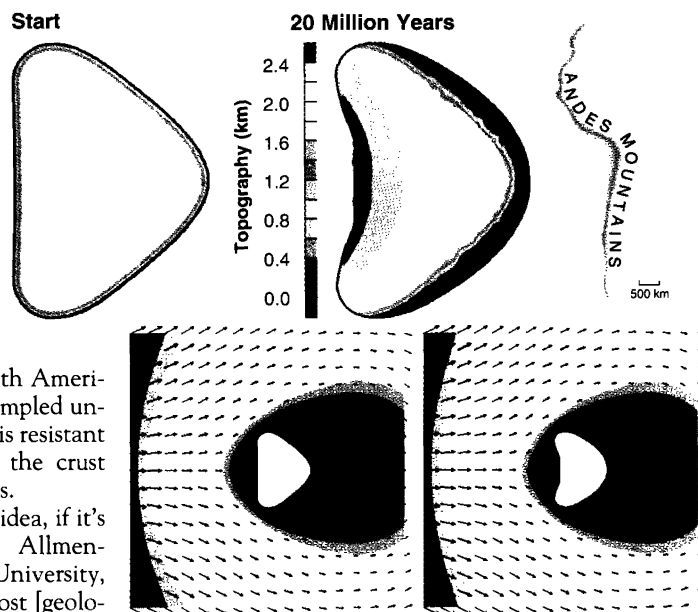 Start
20 Million Years
Topography (km)
2.4
2.0
1.6
1.2
0.8
0.4
0.0
ANDES MOUNTAINS
500 km
th Ameri-
mpled un-
is resistant
the crust
s.
idea, if it's
Allmen-
University,
ost [geolo-